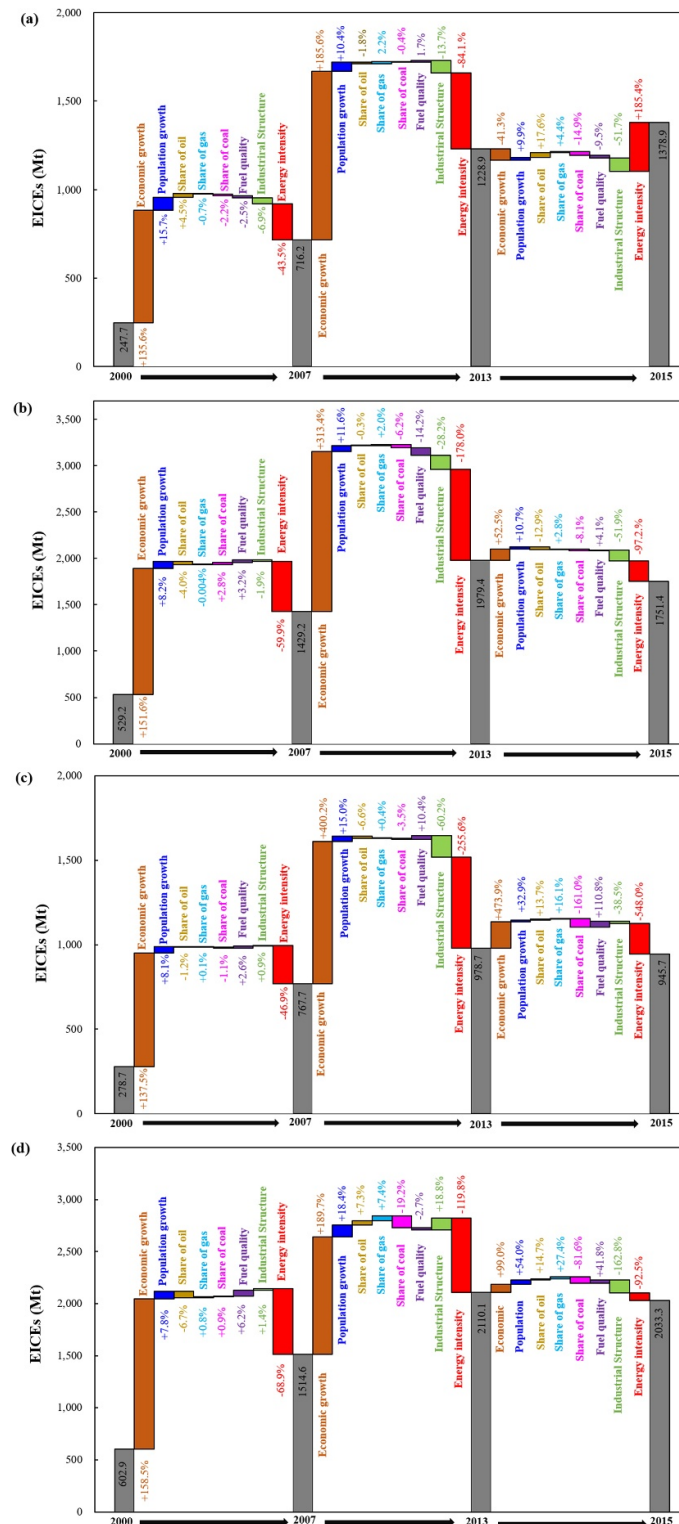 (a)
EICEs (Mt)
2,000
1,500
1,000
500
0
247.7
+135.6%
Economic growth
Population growth
+15.7%
Share of oil
+4.5%
Share of gas
-0.7%
Share of coal
-2.2%
Fuel quality
-2.5%
Industririal Structure
-6.9%
Energy intensity
-43.5%
716.2
Economic growth
+185.6%
Population growth
+10.4%
Share of oil
-1.8%
Share of gas
2.2%
Share of coal
-0.4%
Fuel quality
1.7%
Industriral Structure
-13.7%
Energy intensity
-84.1.%
1228.9
Economic growth
-41.3%
Population growth
+9.9%
Share of oil
+17.6%
Share of gas
+4.4%
Share of coal
-14.9%
Fuel quality
-9.5%
Industriral Structure
-51.7%
Energy intensity
+185.4%
1378.9
2000
2007
2013
2015
(b)
EICEs (Mt)
3,500
3,000
2,500
2,000
1,500
1,000
500
0
529.2
+151.6%
Economic growth
Population growth
+8.2%
Share of oil
-4.0%
Share of gas
-0.004%
Share of coal
+2.8%
Fuel quality
+3.2%
Industrial Structure
-1.9%
Energy intensity
-59.9%
1429.2
Economic growth
+313.4%
Population growth
+11.6%
Share of oil
-0.3%
Share of gas
+2.0%
Share of coal
-6.2%
Fuel quality
-14.2%
Industrial Structure
-28.2%
Energy intensity
-178.0%
1979.4
Economic growth
+52.5%
Population growth
+10.7%
Share of oil
-12.9%
Share of gas
+2.8%
Share of coal
-8.1%
Fuel quality
+4.1%
Industrial Structure
-51.9%
Energy intensity
-97.2.%
1751.4
2000
2007
2013
2015
(c)
EICEs (Mt)
2,000
1,500
1,000
500
0
278.7
+137.5%
Economic growth
Population growth
+8.1%
Share of oil
-1.2%
Share of gas
+0.1%
Share of coal
-1.1%
Fuel quality
+2.6%
Industrial Structure
+0.9%
Energy intensity
-46.9%
767.7
Economic growth
+400.2%
Population growth
+15.0%
Share of oil
-6.6%
Share of gas
+0.4%
Share of coal
-3.5%
Fuel quality
+10.4%
Industrial Structure
-60.2%
Energy intensity
-255.6%
978.7
Economic growth
+473.9%
Population growth
+32.9%
Share of oil
+13.7%
Share of gas
+16.1%
Share of coal
-161.0%
Fuel quality
+110.8%
Industrial Structure
-38.5%
Energy intensity
-548.0%
945.7
2000
2007
2013
2015
(d)
EICEs (Mt)
3,500
3,000
2,500
2,000
1,500
1,000
500
0
602.9
+158.5%
Economic growth
Population growth
+7.8%
Share of oil
-6.7%
Share of gas
+0.8%
Share of coal
+0.9%
Fuel quality
+6.2%
Industrial Structure
+1.4%
Energy intensity
-68.9%
1514.6
Economic growth
+189.7%
Population growth
+18.4%
Share of oil
+7.3%
Share of gas
+7.4%
Share of coal
-19.2%
Fuel quality
-2.7%
Industrial Structure
+18.8%
Energy intensity
-119.8%
2110.1
Economic
+99.0%
Population
+54.0%
Share of oil
+14.7%
Share of gas
+27.4%
Share of coal
-81.6%
Fuel quality
+41.8%
Industrial Structure
-162.8%
Energy intensity
-92.5%
2033.3
2000
2007
2013
2015